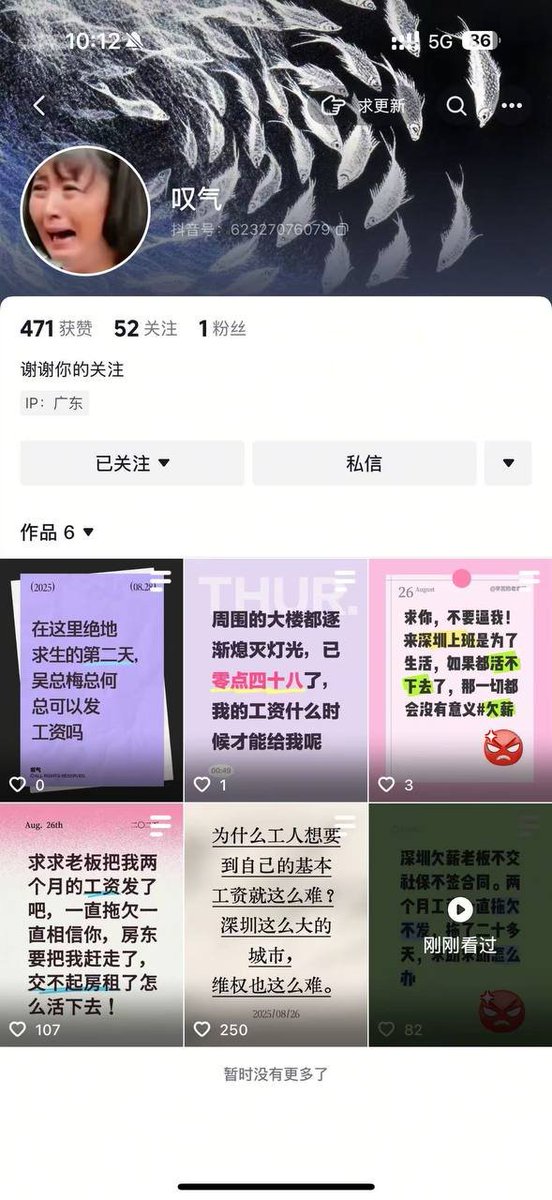 10:12
5G
36
求更新
叹气
抖音号：62327076079
471 获赞 52 关注 1 粉丝
谢谢你的关注
IP：广东
已关注
私信
作品 6
(2025)
(08.28)
在这里绝地
求生的第二天,
吴总梅总何
总可以发
工资吗
叹气
0
THUR.
周围的大楼都逐
渐熄灭灯光，已
零点四十八了，
我的工资什么时
候才能给我呢
00:49
1
26 August
求你，不要逼我！
来深圳上班是为了
生活，如果都活不
下去了，那一切都
会没有意义#欠薪
3
Aug. 26th
求求老板把我两
个月的工资发了
吧，一直拖欠一
直相信你，房东
要把我赶走了，
交不起房租了怎
么活下去！
107
为什么工人想要
到自己的基本
工资就这么难？
深圳这么大的
城市，
维权也这么难。
2025/08/26
250
深圳欠薪老板不交
社保不签合同。两
个月工
直拖欠
不发
二十多
天，
怎么
办
刚刚看过
82
暂时没有更多了